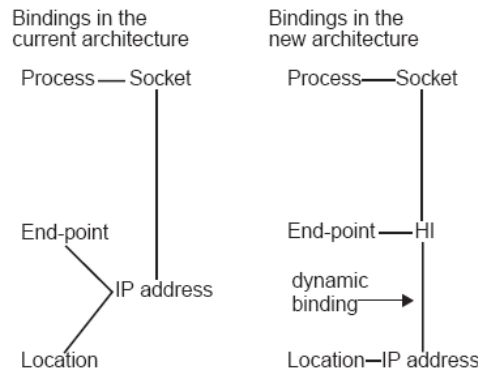 Bindings in the
current architecture
Process Socket
End-point
IP address
Location
Bindings in the
new architecture
Process Socket
End-point HI
dynamic
binding
Location IP address